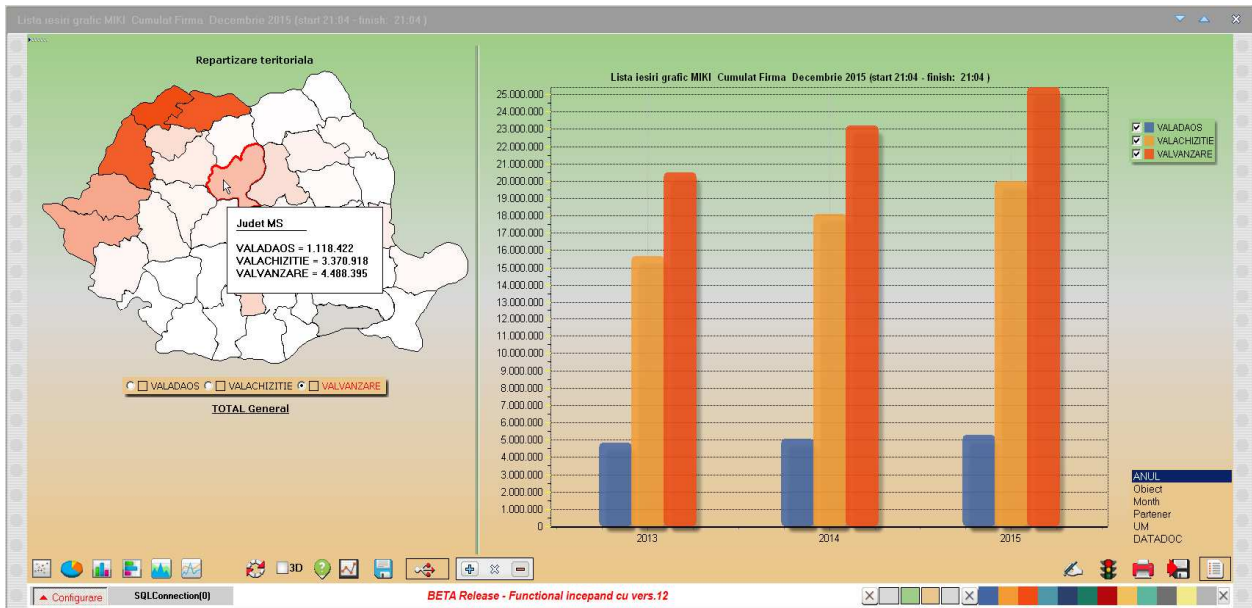 Lista iesiri grafic MIKI Cumulat Firma Decembrie 2015 (start 21:04 - finish: 21:04 )
Repartizare teritoriala
Judet MS
VALADAOS = 1.118.422
VALACHIZITIE = 3.370.918
VALVANZARE = 4.488.395
VALADAOS VALACHIZITIE VALVANZARE
TOTAL General
Lista iesiri grafic MIKI Cumulat Firma Decembrie 2015 (start 21:04 - finish: 21:04 )
25.000.000
24.000.000
23.000.000
22.000.000
21.000.000
20.000.000
19.000.000
18.000.000
17.000.000
16.000.000
15.000.000
14.000.000
13.000.000
12.000.000
11.000.000
10.000.000
9.000.000
8.000.000
7.000.000
6.000.000
5.000.000
4.000.000
3.000.000
2.000.000
1.000.000
0
2013 2014 2015
VALADAOS
VALACHIZITIE
VALVANZARE
ANUL
Obiect
Month
Partener
UM
DATADOC
3D
Configurare SQLConnection(0) BETA Release - Functional incepand cu vers.12